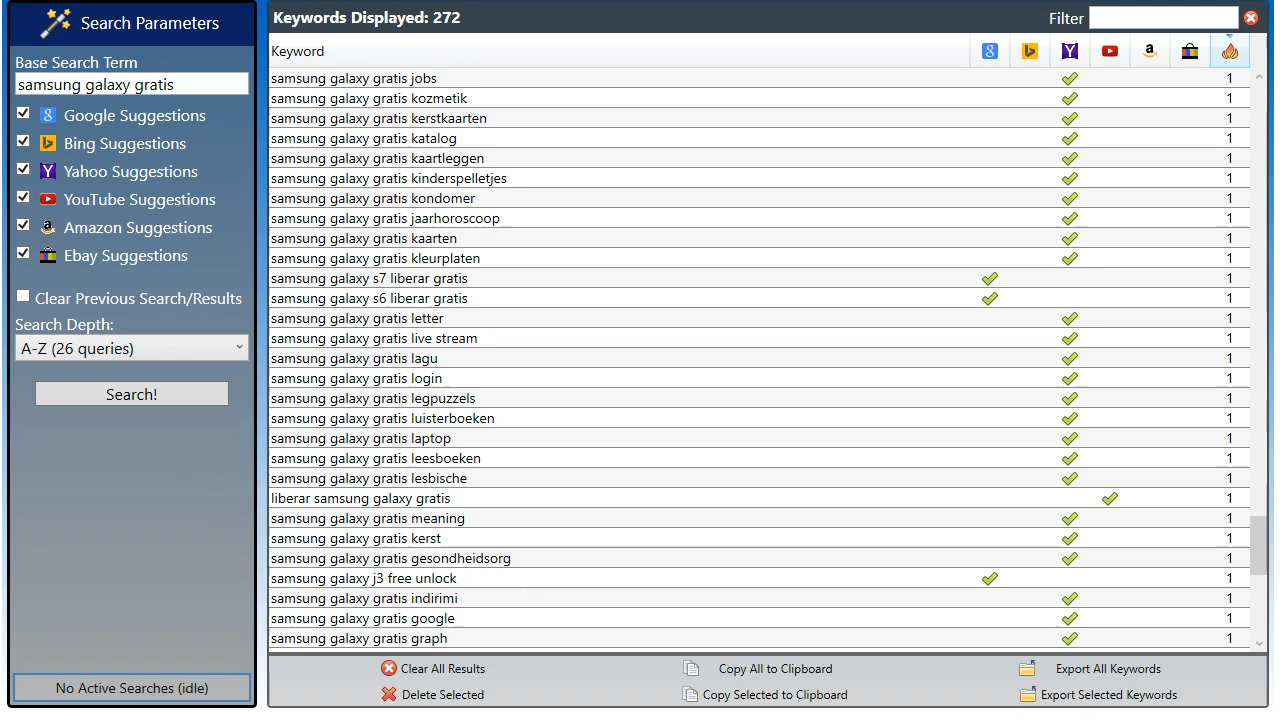 Search Parameters
Base Search Term
samsung galaxy gratis
Google Suggestions
Bing Suggestions
Yahoo Suggestions
YouTube Suggestions
Amazon Suggestions
Ebay Suggestions
Clear Previous Search/Results
Search Depth:
A-Z (26 queries)
Search!
No Active Searches (idle)
Keywords Displayed: 272
Filter
Keyword
samsung galaxy gratis jobs 1
samsung galaxy gratis kozmetik 1
samsung galaxy gratis kerstkaarten 1
samsung galaxy gratis katalog 1
samsung galaxy gratis kaartleggen 1
samsung galaxy gratis kinderspelletjes 1
samsung galaxy gratis kondomer 1
samsung galaxy gratis jaarhoroscoop 1
samsung galaxy gratis kaarten 1
samsung galaxy gratis kleurplaten 1
samsung galaxy s7 liberar gratis 1
samsung galaxy s6 liberar gratis 1
samsung galaxy gratis letter 1
samsung galaxy gratis live stream 1
samsung galaxy gratis lagu 1
samsung galaxy gratis login 1
samsung galaxy gratis legpuzzels 1
samsung galaxy gratis luisterboeken 1
samsung galaxy gratis laptop 1
samsung galaxy gratis leesboeken 1
samsung galaxy gratis lesbische 1
liberar samsung galaxy gratis 1
samsung galaxy gratis meaning 1
samsung galaxy gratis kerst 1
samsung galaxy gratis gesondheidsorg 1
samsung galaxy j3 free unlock 1
samsung galaxy gratis indirimi 1
samsung galaxy gratis google 1
samsung galaxy gratis graph 1
Clear All Results
Copy All to Clipboard
Export All Keywords
Delete Selected
Copy Selected to Clipboard
Export Selected Keywords